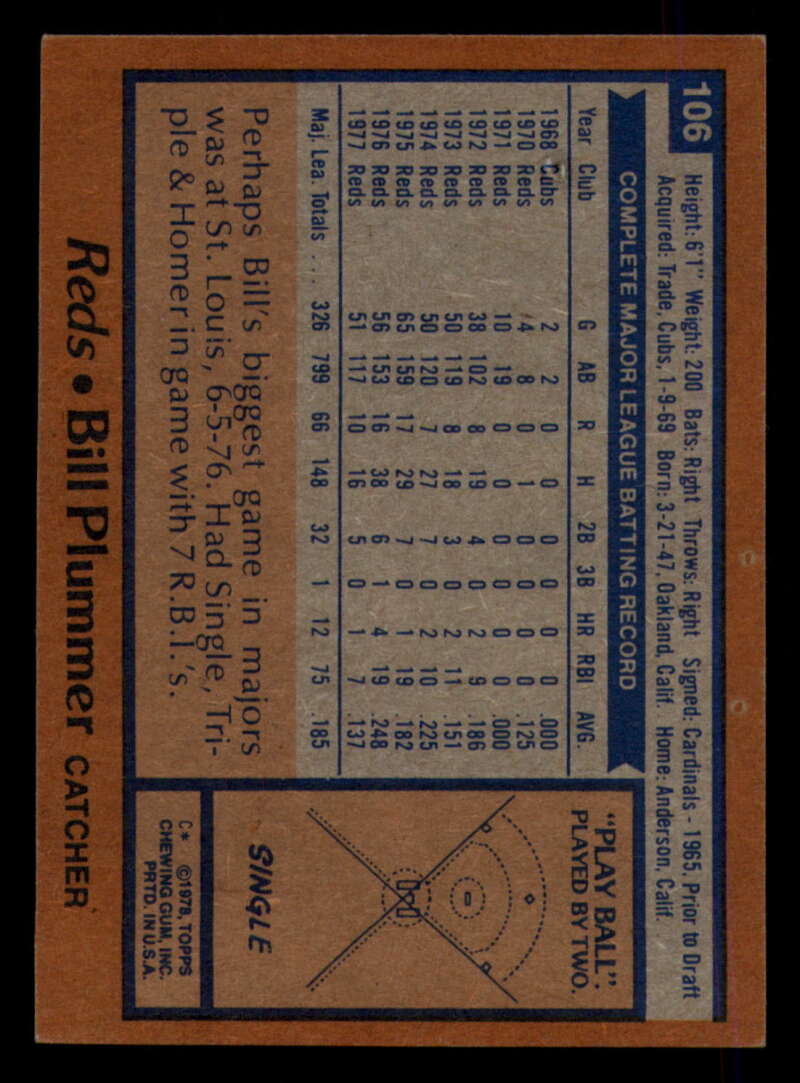 106
Height: 6'1" Weight: 200 Bats: Right Throws: Right Signed: Cardinals - 1965, Prior to Draft
Acquired: Trade, Cubs, 1-9-69 Born: 3-21-47, Oakland, Calif. Home: Anderson, Calif.
COMPLETE MAJOR LEAGUE BATTING RECORD
Year Club G AB R H 2B 3B HR RBI AVG.
1968 Cubs 2 2 0 0 0 0 0 0 .000
1970 Reds 4 8 0 1 0 0 0 0 .125
1971 Reds 10 19 0 0 0 0 0 0 .000
1972 Reds 38 102 8 19 4 0 2 9 .186
1973 Reds 50 119 8 18 3 0 2 11 .151
1974 Reds 50 120 7 27 7 0 2 10 .225
1975 Reds 65 159 17 29 7 0 1 19 .182
1976 Reds 56 153 16 38 6 1 4 19 .248
1977 Reds 51 117 10 16 5 0 1 7 .137
Maj. Lea. Totals ... 326 799 66 148 32 1 12 75 .185
Perhaps Bill's biggest game in majors
was at St. Louis, 6-5-76. Had Single, Tri-
ple & Homer in game with 7 R.B.I.'s.
"PLAY BALL".
PLAYED BY TWO.
SINGLE
C* ©1978, TOPPS
CHEWING GUM, INC.
PRTD. IN U.S.A.
Reds • Bill Plummer CATCHER